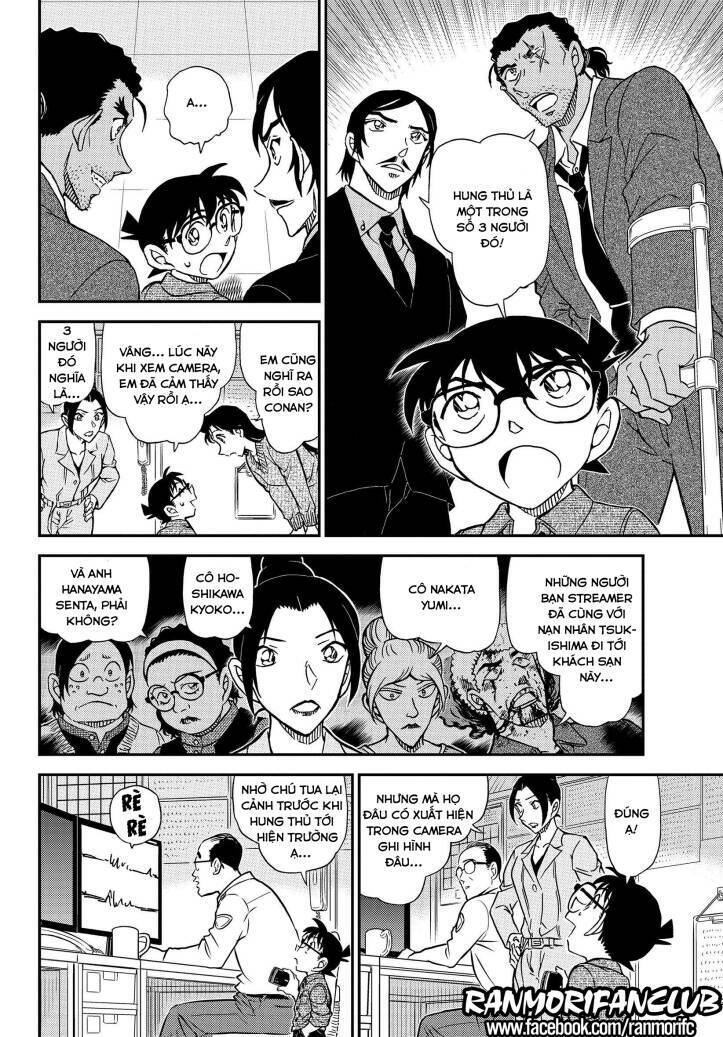 HUNG THỦ LÀ
MỘT TRONG
SỐ 3 NGƯỜI
ĐÓ!
A...
EM CŨNG
NGHĨ RA
RỒI SAO
CONAN?
VÂNG... LÚC NÃY
KHI XEM CAMERA,
EM ĐÃ CẢM THẤY
VẬY RỒI Ạ...
3
NGƯỜI
ĐÓ
NGHĨA
LÀ...
NHỮNG NGƯỜI
BẠN STREAMER
ĐÃ CÙNG VỚI
NẠN NHÂN TSUK-
ISHIMA ĐI TỚI
KHÁCH SẠN
NÀY...
CÔ NAKATA
YUMI...
CÔ HO-
SHIKAWA
KYOKO...
VÀ ANH
HANAYAMA
SENTA, PHẢI
KHÔNG?
ĐÚNG
Ạ!
NHƯNG MÀ HỌ
ĐÂU CÓ XUẤT HIỆN
TRONG CAMERA
GHI HÌNH
ĐÂU...
NHỜ CHÚ TUA LẠI
CẢNH TRƯỚC KHI
HUNG THỦ TỚI
HIỆN TRƯỜNG
Ạ...
RÈ
RÈ
RANMORIFANCLUB
www.facebook.com/ranmorifc